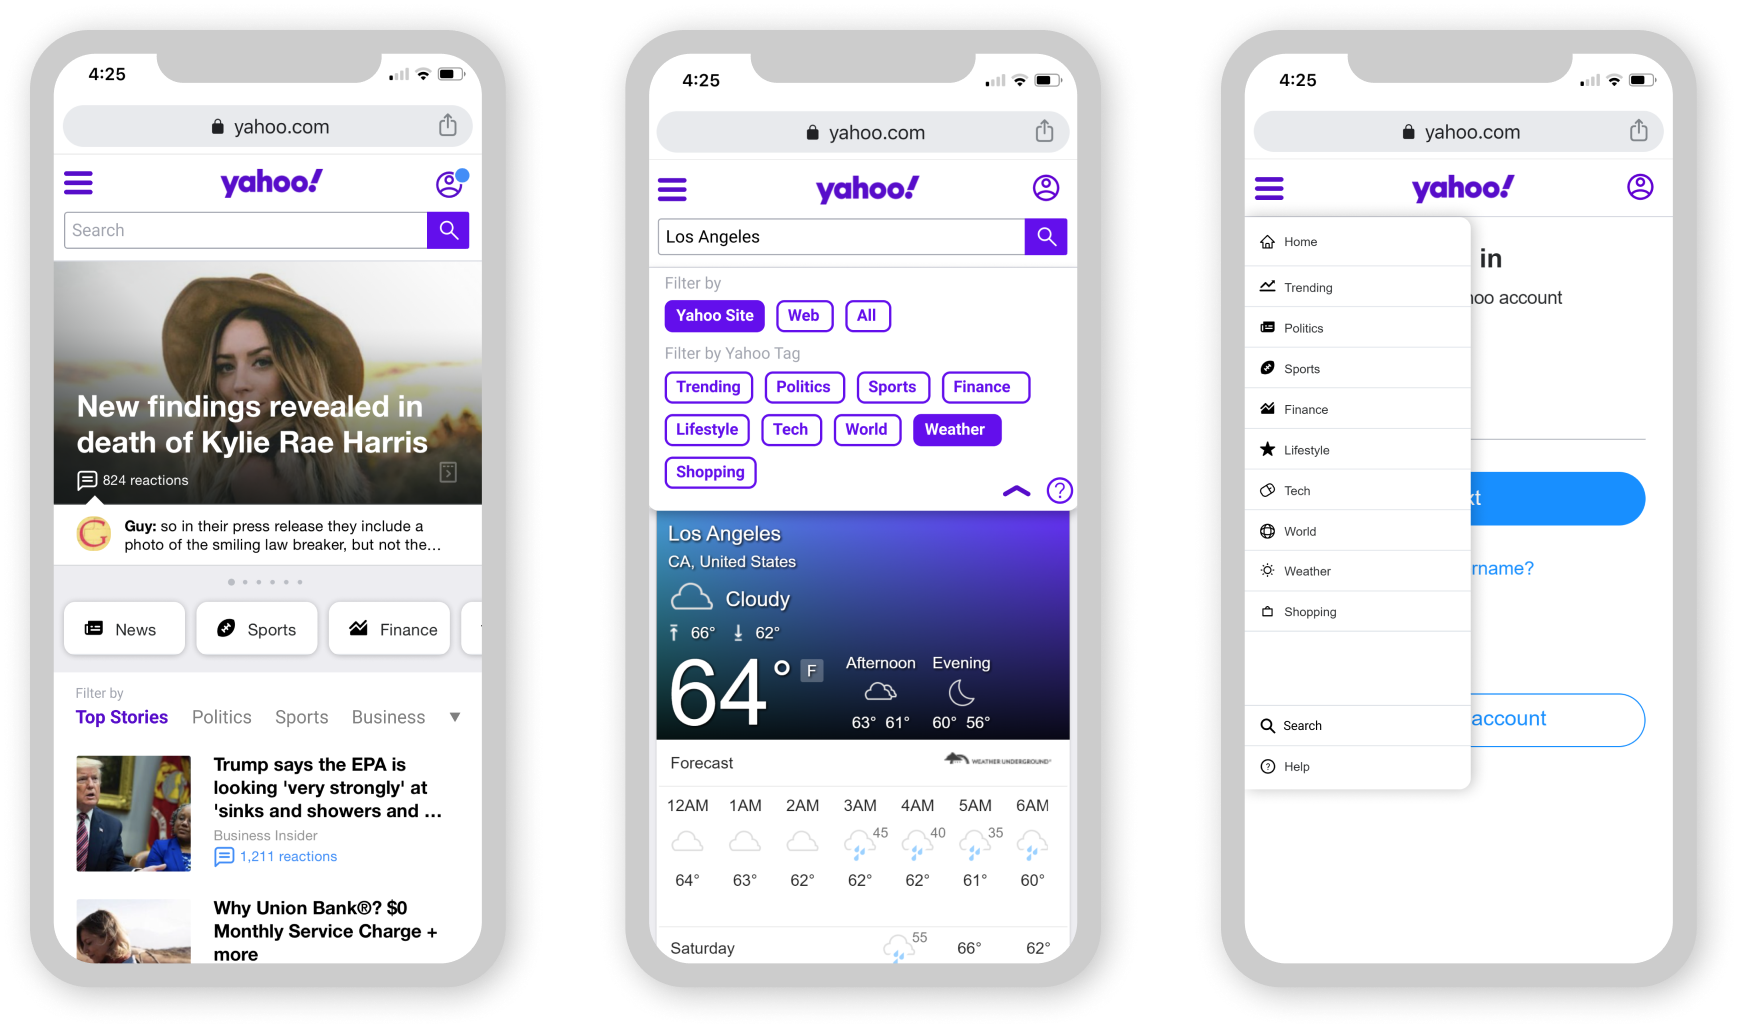 4:25
yahoo.com
yahoo!
Search
New findings revealed in
death of Kylie Rae Harris
824 reactions
G
Guy: so in their press release they include a
photo of the smiling law breaker, but not the...
News
Sports
Finance
Filter by
Top Stories
Politics
Sports
Business
Trump says the EPA is
looking 'very strongly' at
'sinks and showers and ...
Business Insider
1,211 reactions
Why Union Bank®? $0
Monthly Service Charge +
more
4:25
yahoo.com
yahoo!
Los Angeles
Filter by
Yahoo Site
Web
All
Filter by Yahoo Tag
Trending
Politics
Sports
Finance
Lifestyle
Tech
World
Weather
Shopping
?
Los Angeles
CA, United States
Cloudy
66° 62°
64° F
Afternoon Evening
63° 61° 60° 56°
Forecast
WEATHER UNDERGROUND
12AM 1AM 2AM 3AM 4AM 5AM 6AM
45 40 35
64° 63° 62° 62° 62° 61° 60°
Saturday 55 66° 62°
4:25
yahoo.com
yahoo!
Home
Trending
Politics
Sports
Finance
Lifestyle
Tech
World
Weather
Shopping
Search
Help
in
account
account